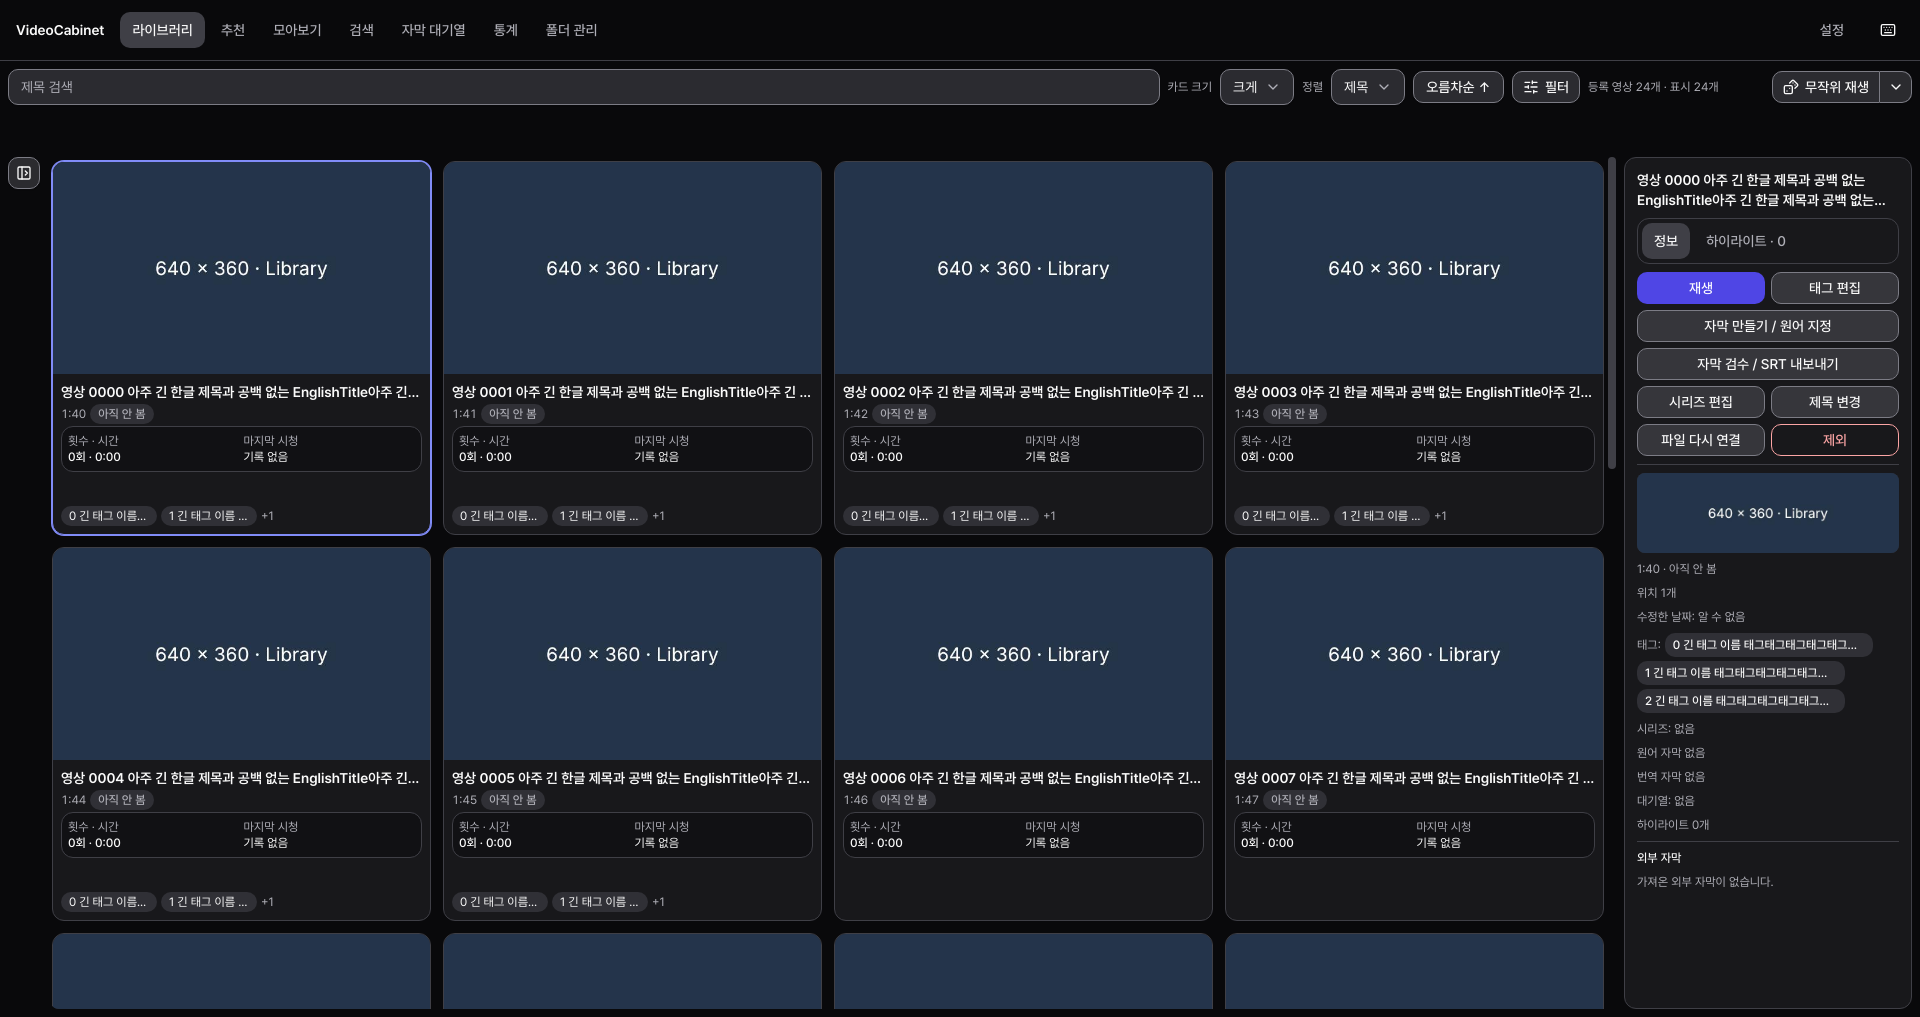 VideoCabinet 라이브러리 추천 모아보기 검색 자막 대기열 통계 폴더 관리 설정
제목 검색 카드 크기 크게 정렬 제목 오름차순 필터 등록 영상 24개 · 표시 24개 무작위 재생
640 × 360 · Library
영상 0000 아주 긴 한글 제목과 공백 없는 EnglishTitle아주 긴...
1:40 아직 안 봄
횟수 · 시간 마지막 시청
0회 · 0:00 기록 없음
0 긴 태그 이름... 1 긴 태그 이름 ... +1
640 × 360 · Library
영상 0001 아주 긴 한글 제목과 공백 없는 EnglishTitle아주 긴 ...
1:41 아직 안 봄
횟수 · 시간 마지막 시청
0회 · 0:00 기록 없음
0 긴 태그 이름... 1 긴 태그 이름 ... +1
640 × 360 · Library
영상 0002 아주 긴 한글 제목과 공백 없는 EnglishTitle아주 긴 ...
1:42 아직 안 봄
횟수 · 시간 마지막 시청
0회 · 0:00 기록 없음
0 긴 태그 이름... 1 긴 태그 이름 ... +1
640 × 360 · Library
영상 0003 아주 긴 한글 제목과 공백 없는 EnglishTitle아주 긴...
1:43 아직 안 봄
횟수 · 시간 마지막 시청
0회 · 0:00 기록 없음
0 긴 태그 이름... 1 긴 태그 이름 ... +1
640 × 360 · Library
영상 0004 아주 긴 한글 제목과 공백 없는 EnglishTitle아주 긴...
1:44 아직 안 봄
횟수 · 시간 마지막 시청
0회 · 0:00 기록 없음
0 긴 태그 이름... 1 긴 태그 이름 ... +1
640 × 360 · Library
영상 0005 아주 긴 한글 제목과 공백 없는 EnglishTitle아주 긴...
1:45 아직 안 봄
횟수 · 시간 마지막 시청
0회 · 0:00 기록 없음
0 긴 태그 이름... 1 긴 태그 이름 ... +1
640 × 360 · Library
영상 0006 아주 긴 한글 제목과 공백 없는 EnglishTitle아주 긴...
1:46 아직 안 봄
횟수 · 시간 마지막 시청
0회 · 0:00 기록 없음
640 × 360 · Library
영상 0007 아주 긴 한글 제목과 공백 없는 EnglishTitle아주 긴 ...
1:47 아직 안 봄
횟수 · 시간 마지막 시청
0회 · 0:00 기록 없음
영상 0000 아주 긴 한글 제목과 공백 없는
EnglishTitle아주 긴 한글 제목과 공백 없는...
정보 하이라이트 · 0
재생 태그 편집
자막 만들기 / 원어 지정
자막 검수 / SRT 내보내기
시리즈 편집 제목 변경
파일 다시 연결 제외
640 × 360 · Library
1:40 · 아직 안 봄
위치 1개
수정한 날짜: 알 수 없음
태그: 0 긴 태그 이름 태그태그태그태그태그...
1 긴 태그 이름 태그태그태그태그태그...
2 긴 태그 이름 태그태그태그태그태그...
시리즈: 없음
원어 자막 없음
번역 자막 없음
대기열: 없음
하이라이트 0개
외부 자막
가져온 외부 자막이 없습니다.